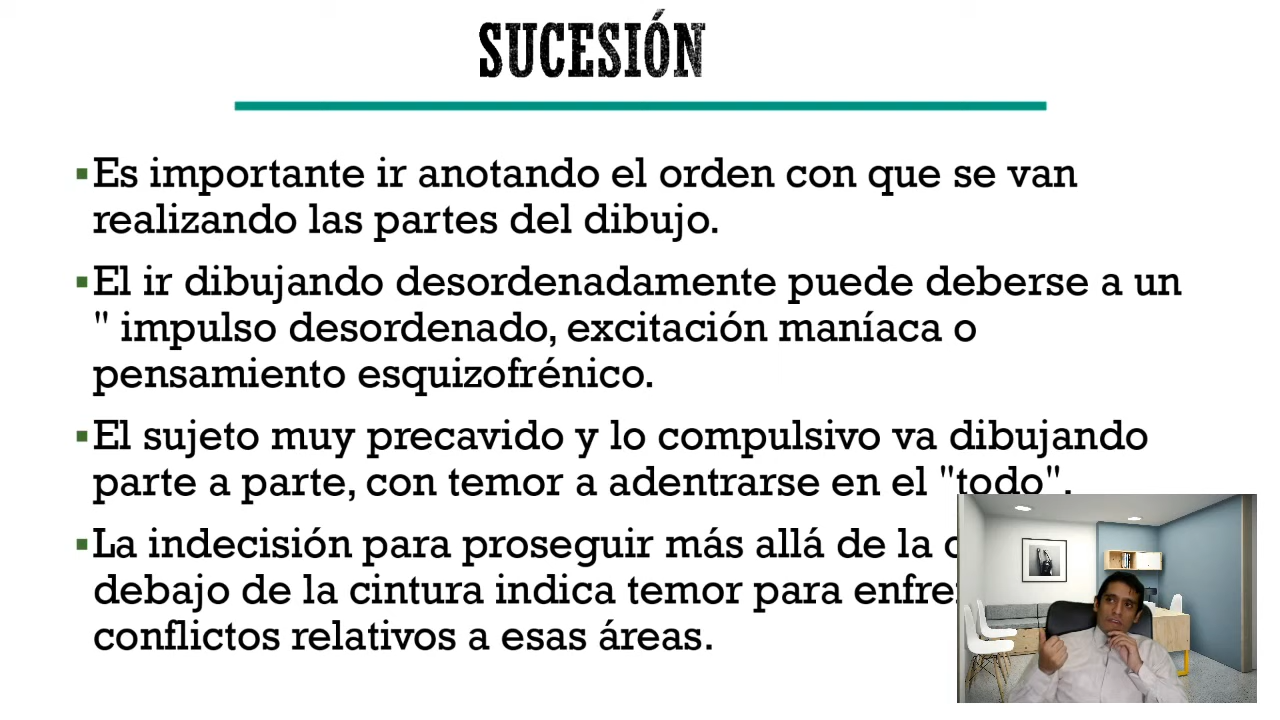 SUCESIÓN
▪Es importante ir anotando el orden con que se van
realizando las partes del dibujo.
▪El ir dibujando desordenadamente puede deberse a un
" impulso desordenado, excitación maníaca o
pensamiento esquizofrénico.
▪El sujeto muy precavido y lo compulsivo va dibujando
parte a parte, con temor a adentrarse en el "todo".
▪La indecisión para proseguir más allá de la
debajo de la cintura indica temor para
conflictos relativos a esas áreas.